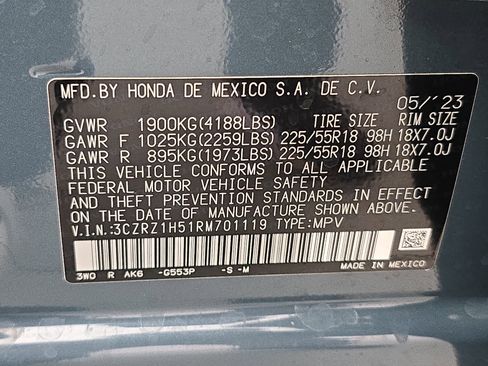 MFD.BY HONDA DE MEXICO S.A. DE C.V.
05/'23
GVWR 1900KG(4188LBS) TIRE SIZE RIM SIZE
GAWR F 1025KG(2259LBS) 225/55R18 98H 18X7.0J
GAWR R 895KG(1973LBS) 225/55R18 98H 18X7.0J
THIS VEHICLE CONFORMS TO ALL APPLICABLE
FEDERAL MOTOR VEHICLE SAFETY
AND THEFT PREVENTION STANDARDS IN EFFECT ON THE
DATE OF MANUFACTURE SHOWN ABOVE.
V.I.N:3CZRZ1H51RM701119 TYPE:MPV
3WO R AK6 -G553P -S -M
MADE IN MEXICO